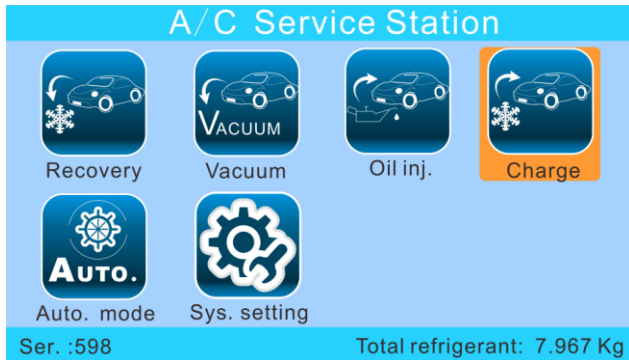 A/C Service Station
VACUUM
Recovery
Vacuum
Oil inj.
Charge
AUTO.
Auto. mode
Sys. setting
Ser. :598
Total refrigerant: 7.967 Kg